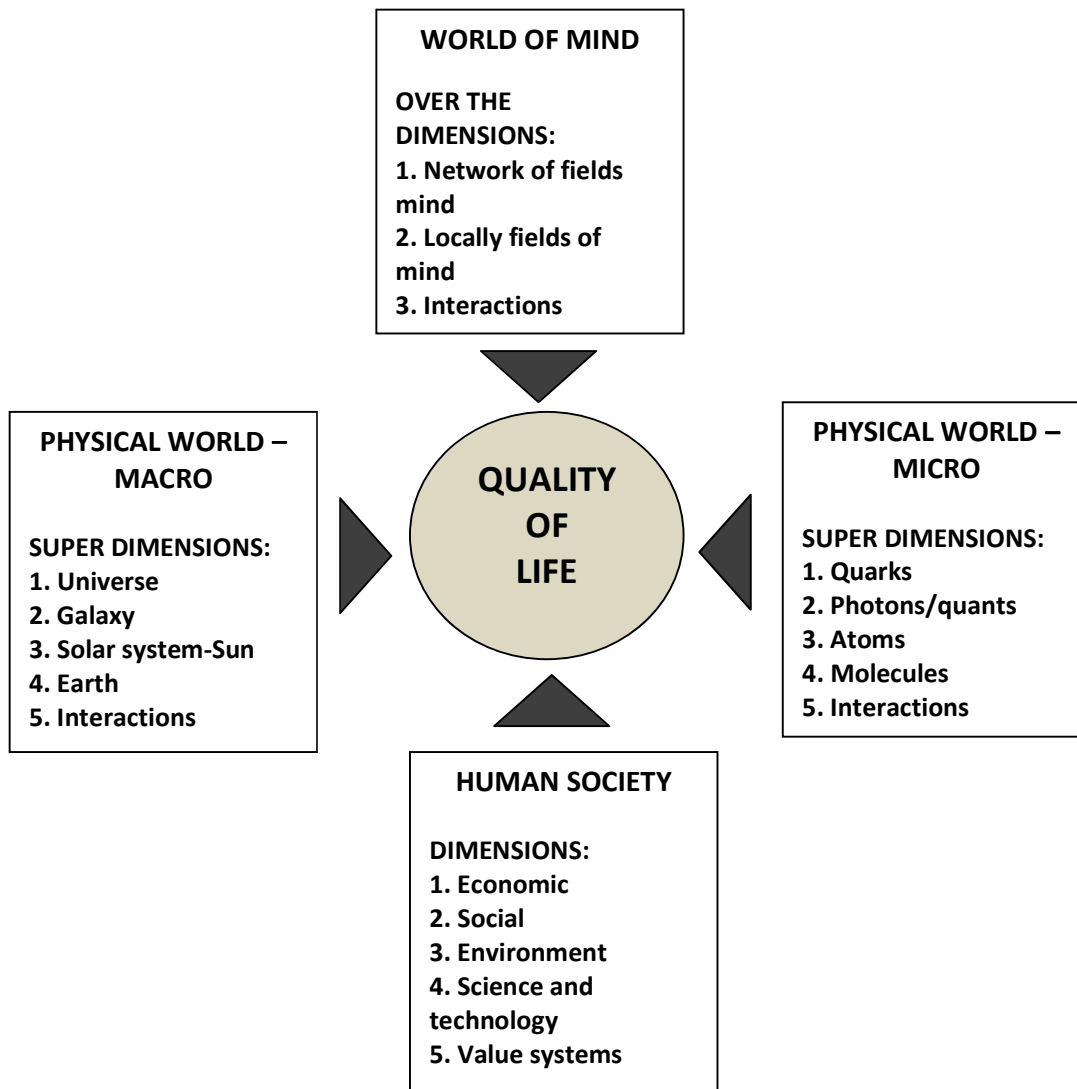 WORLD OF MIND
OVER THE
DIMENSIONS:
1. Network of fields
mind
2. Locally fields of
mind
3. Interactions
PHYSICAL WORLD –
MACRO
SUPER DIMENSIONS:
1. Universe
2. Galaxy
3. Solar system-Sun
4. Earth
5. Interactions
QUALITY
OF
LIFE
PHYSICAL WORLD –
MICRO
SUPER DIMENSIONS:
1. Quarks
2. Photons/quants
3. Atoms
4. Molecules
5. Interactions
HUMAN SOCIETY
DIMENSIONS:
1. Economic
2. Social
3. Environment
4. Science and
technology
5. Value systems